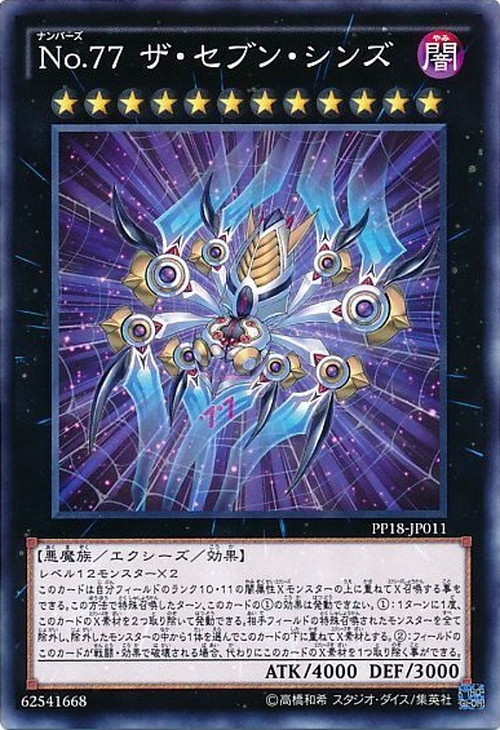 ナンバーズ
No.77 ザ・セブン・シンズ
やみ
闇
77
PP18-JP011
【悪魔族／エクシーズ／効果】
レベル12モンスター×2
このカードは自分フィールドのランク10・11の闇属性Xモンスターの上に重ねてX召喚する事も
できる。この方法で特殊召喚したターン、このカードの①の効果は発動できない。①：1ターンに1度、
このカードのX素材を2つ取り除いて発動できる。相手フィールドの特殊召喚されたモンスターを全て
除外し、除外したモンスターの中から1体を選んでこのカードの下に重ねてX素材とする。②：フィールドの
このカードが戦闘・効果で破壊される場合、代わりにこのカードのX素材を1つ取り除く事ができる。
ATK/4000 DEF/3000
62541668
©高橋和希 スタジオ・ダイス/集英社